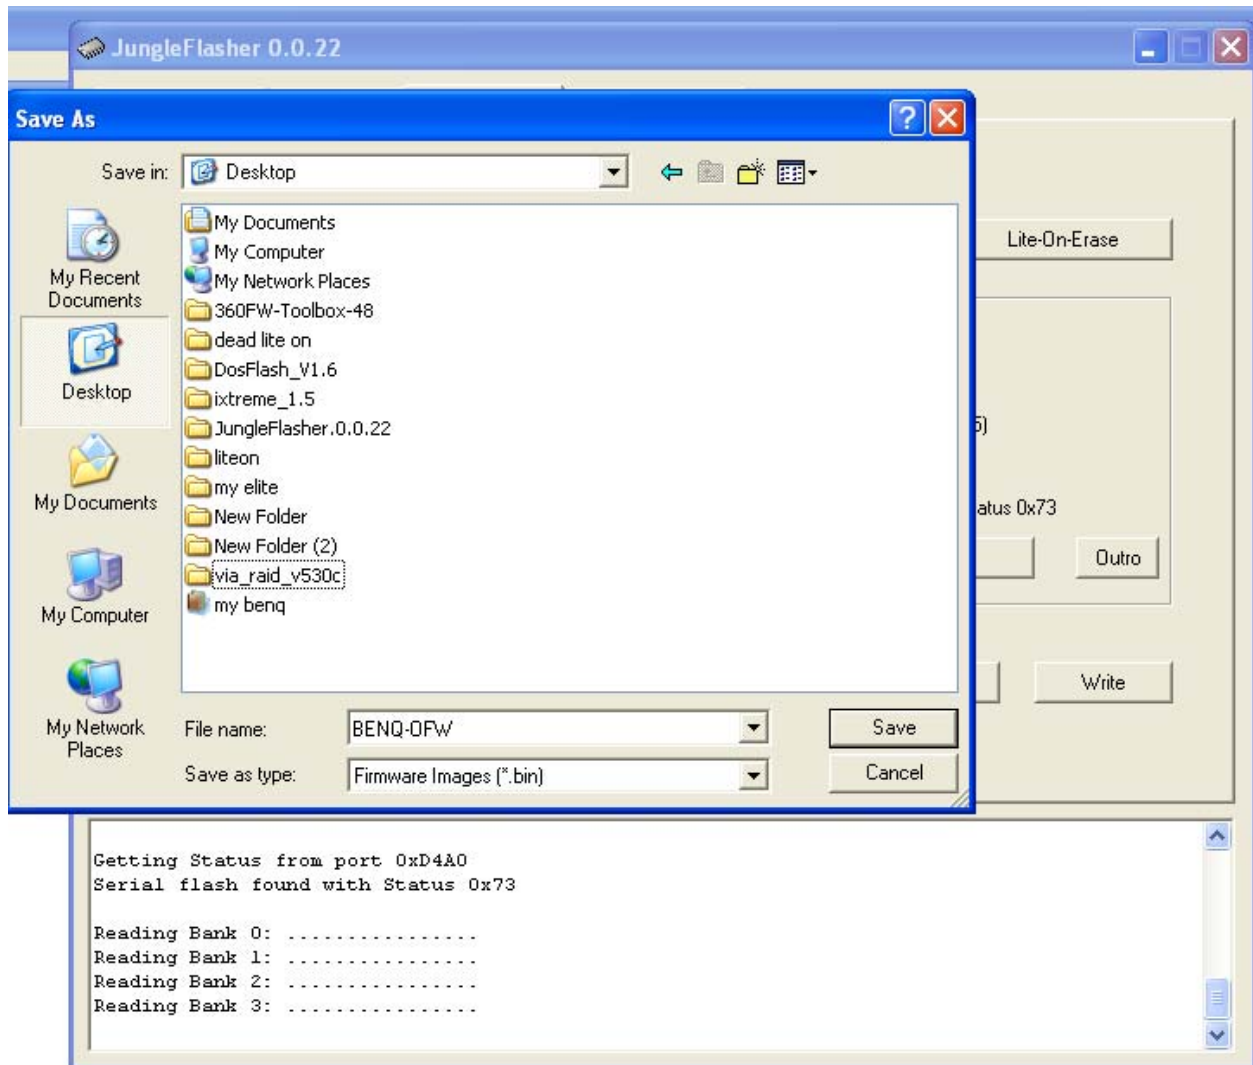 JungleFlasher 0.0.22
Save As
Save in: Desktop
My Recent Documents
Desktop
My Documents
My Computer
My Network Places
My Documents
My Computer
My Network Places
360FW-Toolbox-48
dead lite on
DosFlash_V1.6
ixtreme_1.5
JungleFlasher.0.0.22
liteon
my elite
New Folder
New Folder (2)
via_raid_v530c
my benq
File name: BENQ-OFW
Save
Save as type: Firmware Images (*.bin)
Cancel
Lite-On-Erase
atus 0x73
Outro
Write
Getting Status from port 0xD4A0
Serial flash found with Status 0x73
Reading Bank 0: ................
Reading Bank 1: ................
Reading Bank 2: ................
Reading Bank 3: ................